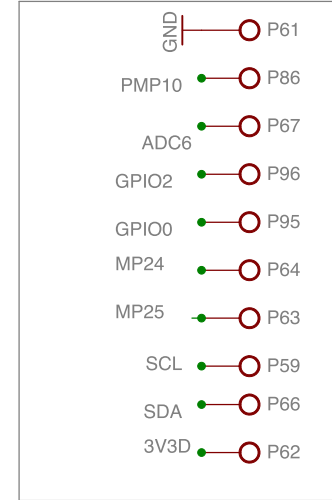 GND P61
PMP10 P86
ADC6 P67
GPIO2 P96
GPIO0 P95
MP24 P64
MP25 P63
SCL P59
SDA P66
3V3D P62